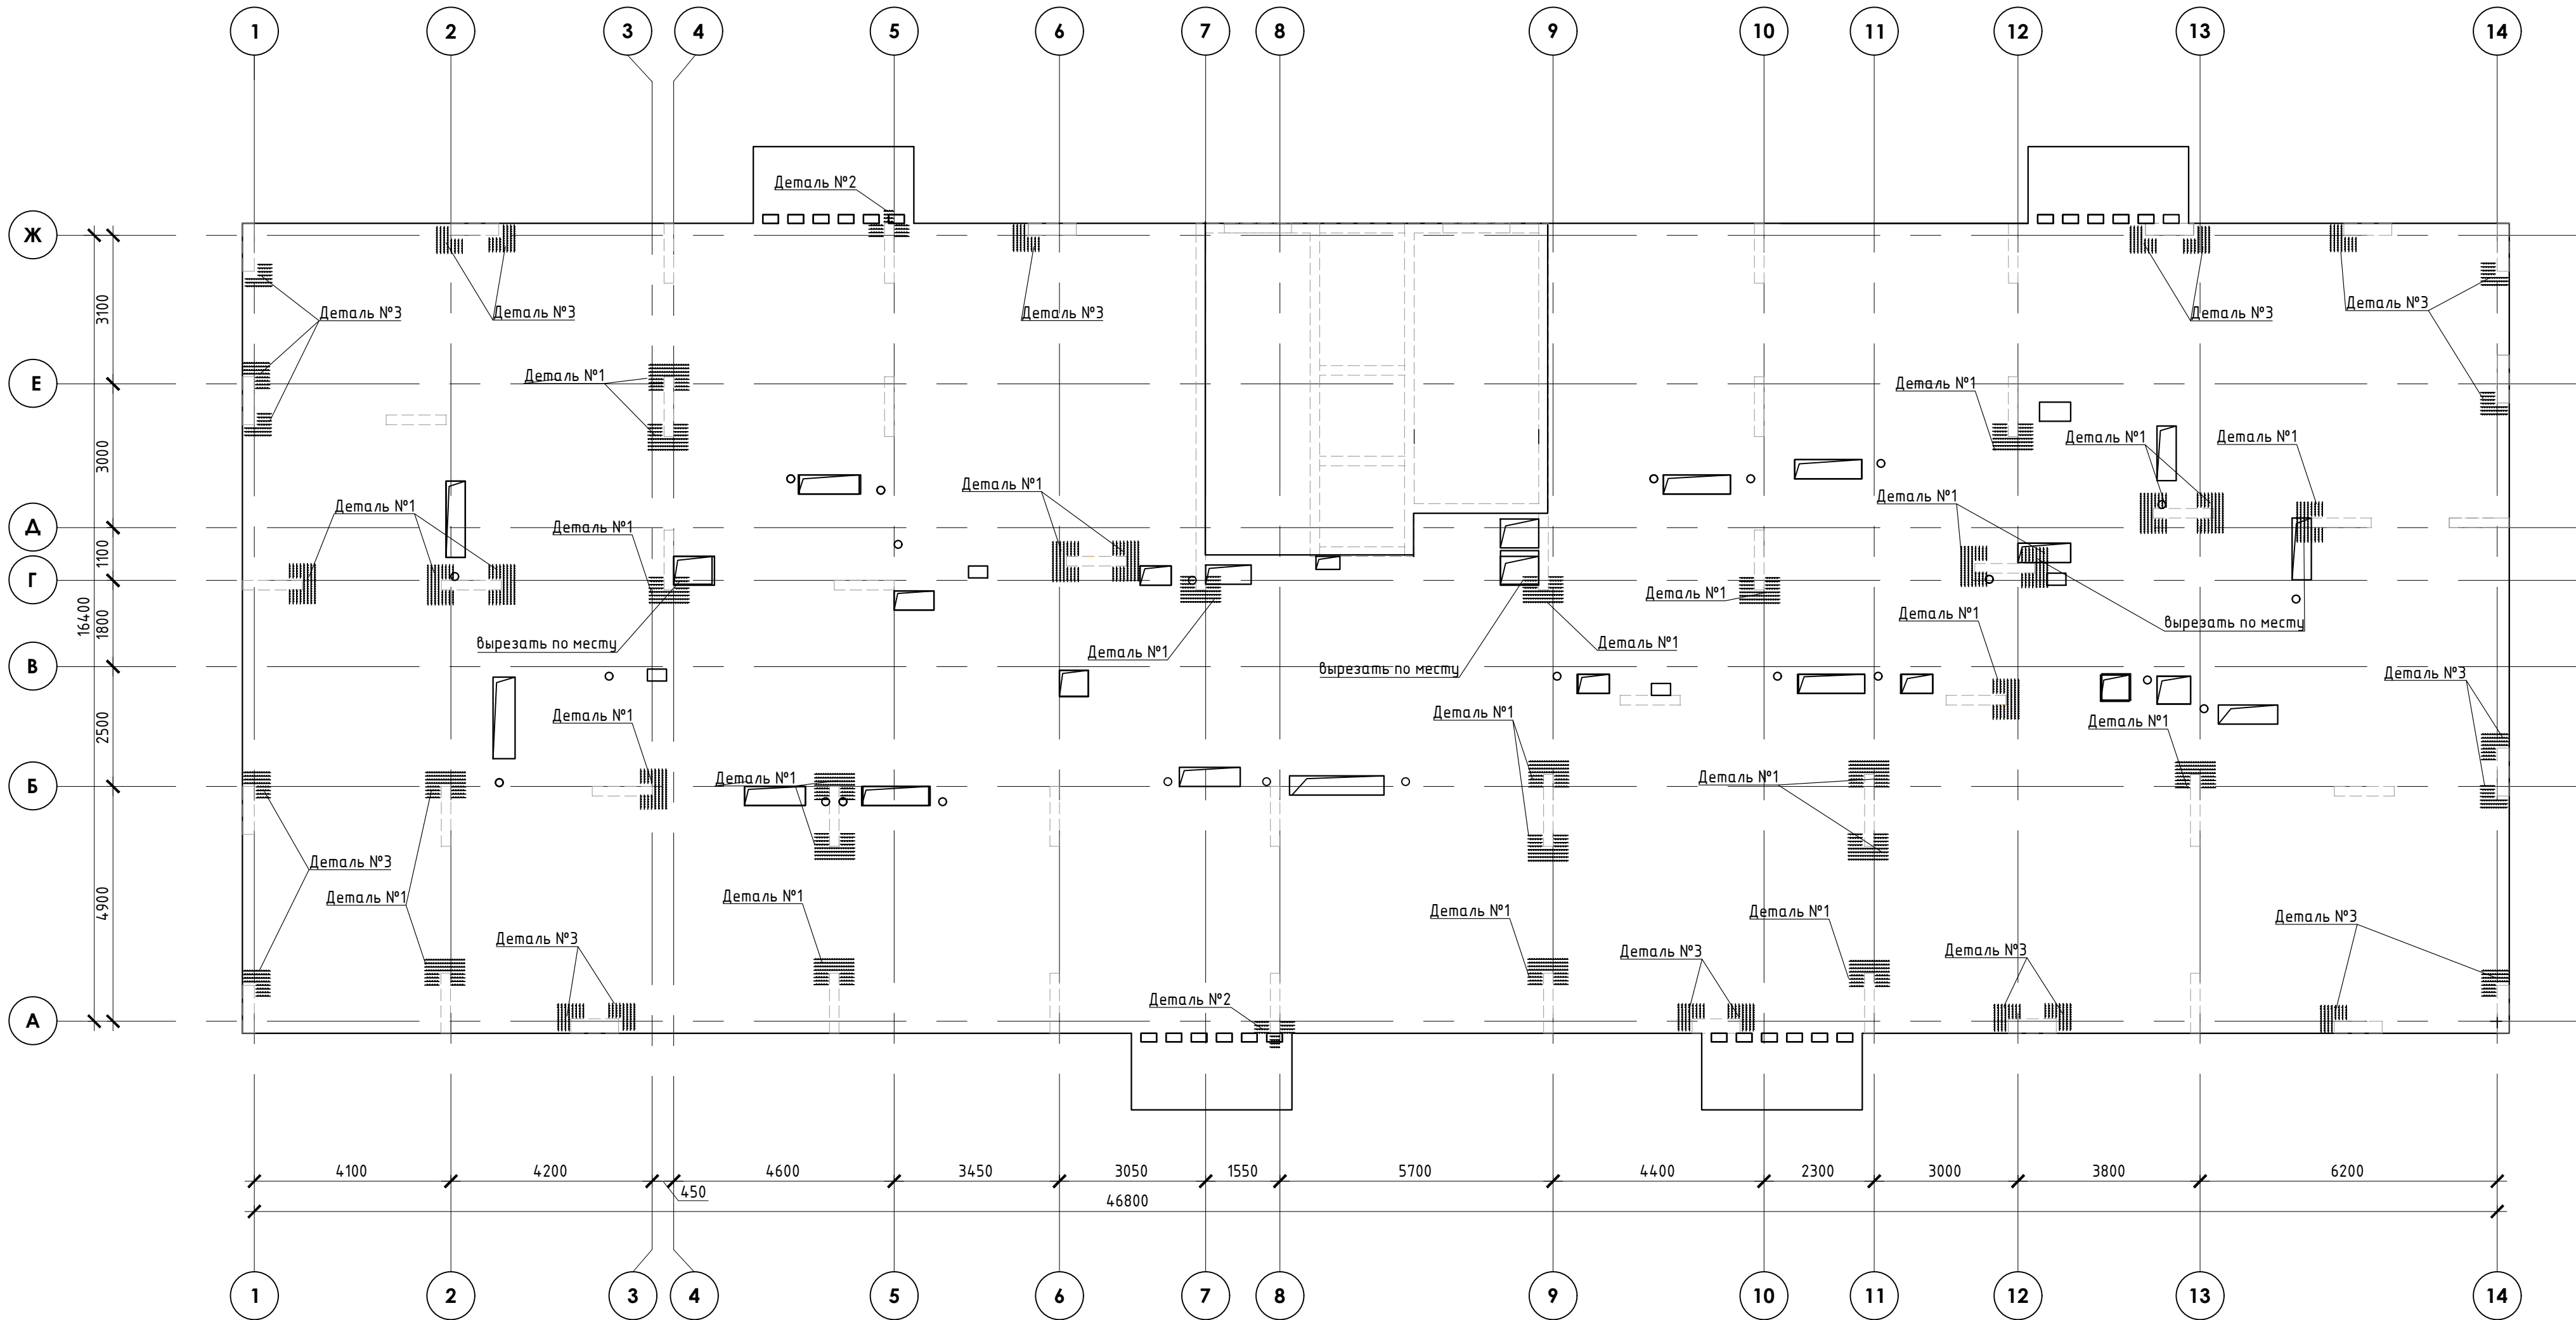 1 2 3 4 5 6 7 8 9 10 11 12 13 14
Деталь №2
Ж
3100
Деталь №3 Деталь №3 Деталь №3 Деталь №3 Деталь №3
Е
Деталь №1 Деталь №1
3000
Деталь №1 Деталь №1
Деталь №1 Деталь №1 Деталь №1
Д
Деталь №1
1100
Г
Деталь №1
16400
1800
Деталь №1
вырезать по месту
вырезать по месту Деталь №1
Деталь №1
В
вырезать по месту
Деталь №3
2500
Деталь №1 Деталь №1 Деталь №1
Б
Деталь №1 Деталь №1
Деталь №3
4900
Деталь №1 Деталь №1
Деталь №1 Деталь №1 Деталь №3
Деталь №3 Деталь №3 Деталь №3
Деталь №2
А
4100 4200 4600 3450 3050 1550 5700 4400 2300 3000 3800 6200
450
46800
1 2 3 4 5 6 7 8 9 10 11 12 13 14